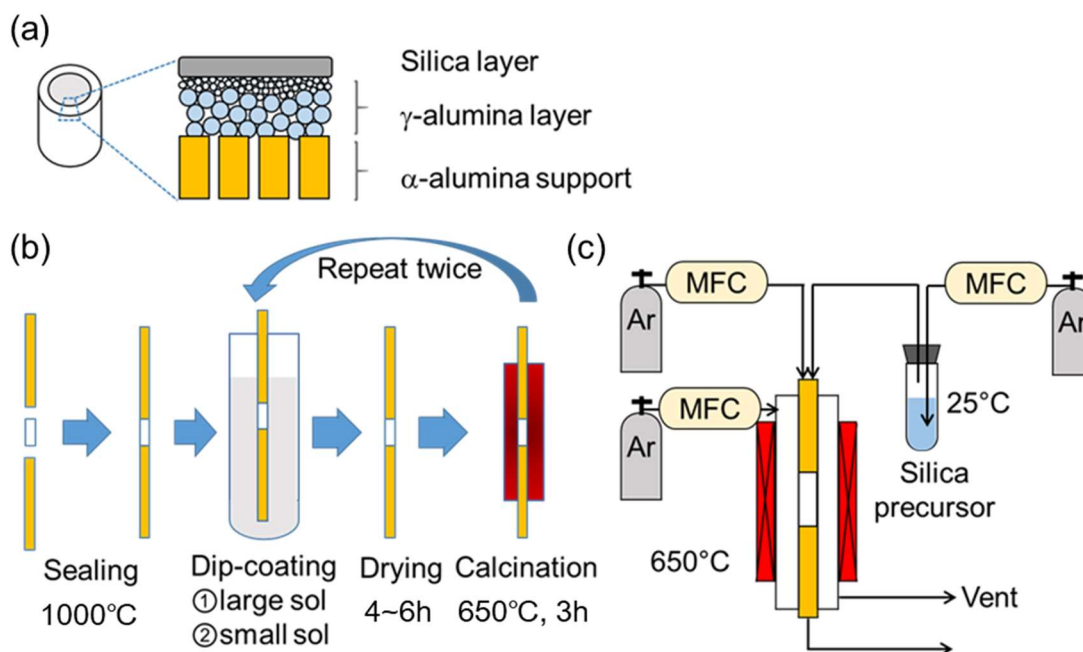 (a)
Silica layer
γ-alumina layer
α-alumina support
(b)
Repeat twice
Sealing
1000℃
Dip-coating
①large sol
②small sol
Drying
4~6h
Calcination
650℃, 3h
(c)
MFC
MFC
Ar
Ar
MFC
Ar
25°C
Silica
precursor
650°C
Vent